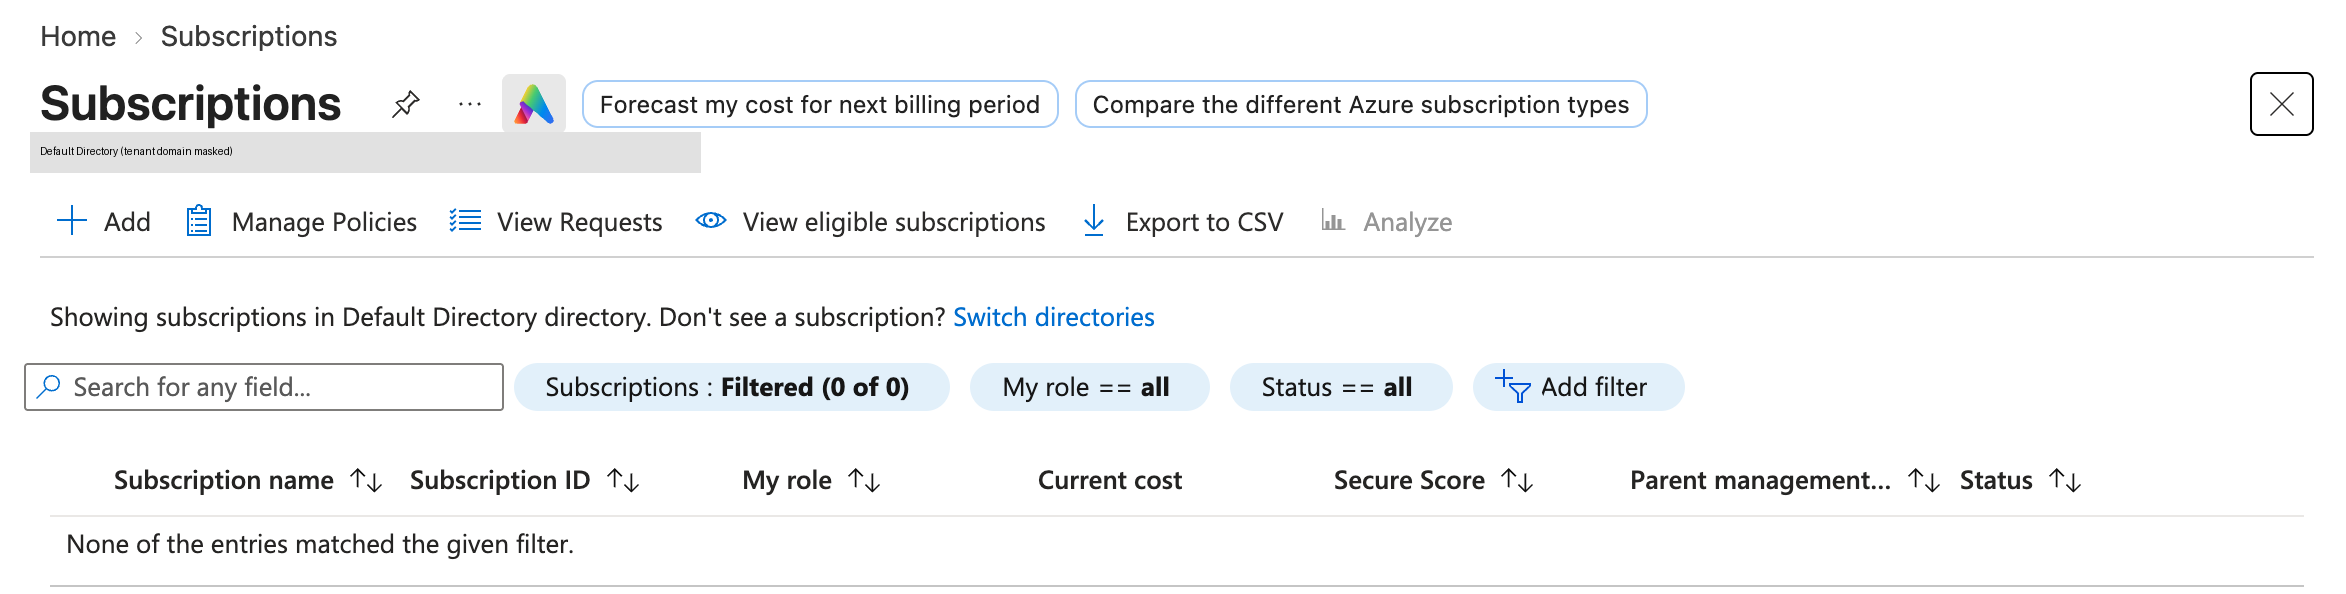 Home > Subscriptions
Subscriptions ... Forecast my cost for next billing period Compare the different Azure subscription types
Default Directory (tenant domain masked)
Add Manage Policies View Requests View eligible subscriptions Export to CSV Analyze
Showing subscriptions in Default Directory directory. Don't see a subscription? Switch directories
Search for any field... Subscriptions : Filtered (0 of 0) My role == all Status == all Add filter
Subscription name ↑↓ Subscription ID ↑↓ My role ↑↓ Current cost Secure Score ↑↓ Parent management... ↑↓ Status ↑↓
None of the entries matched the given filter.